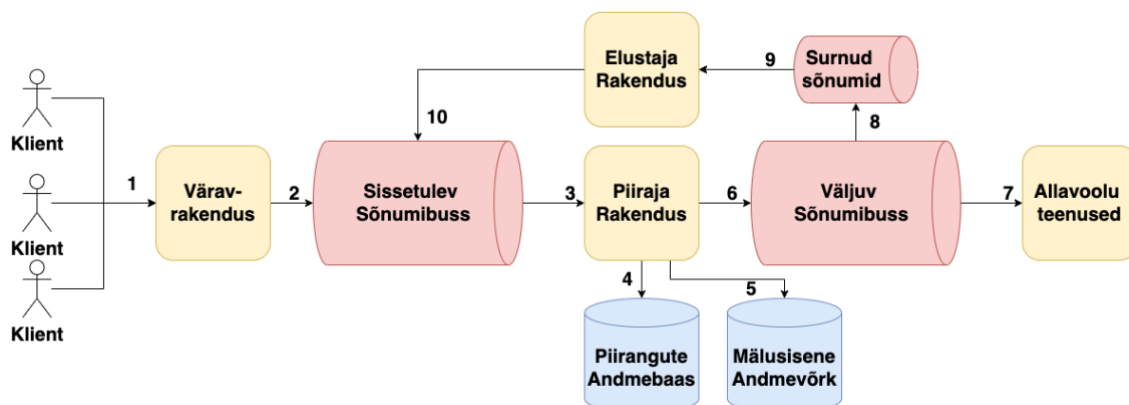 Elustaja
Rakendus
9
Surnud
sõnumid
Klient
10
8
1
Värav-
rakendus
2
Sissetulev
Sõnumibuss
3
Piiraja
Rakendus
6
Väljuv
Sõnumibuss
7
Allavoolu
teenused
Klient
4
5
Klient
Piirangute
Andmebaas
Mälusisene
Andmevõrk